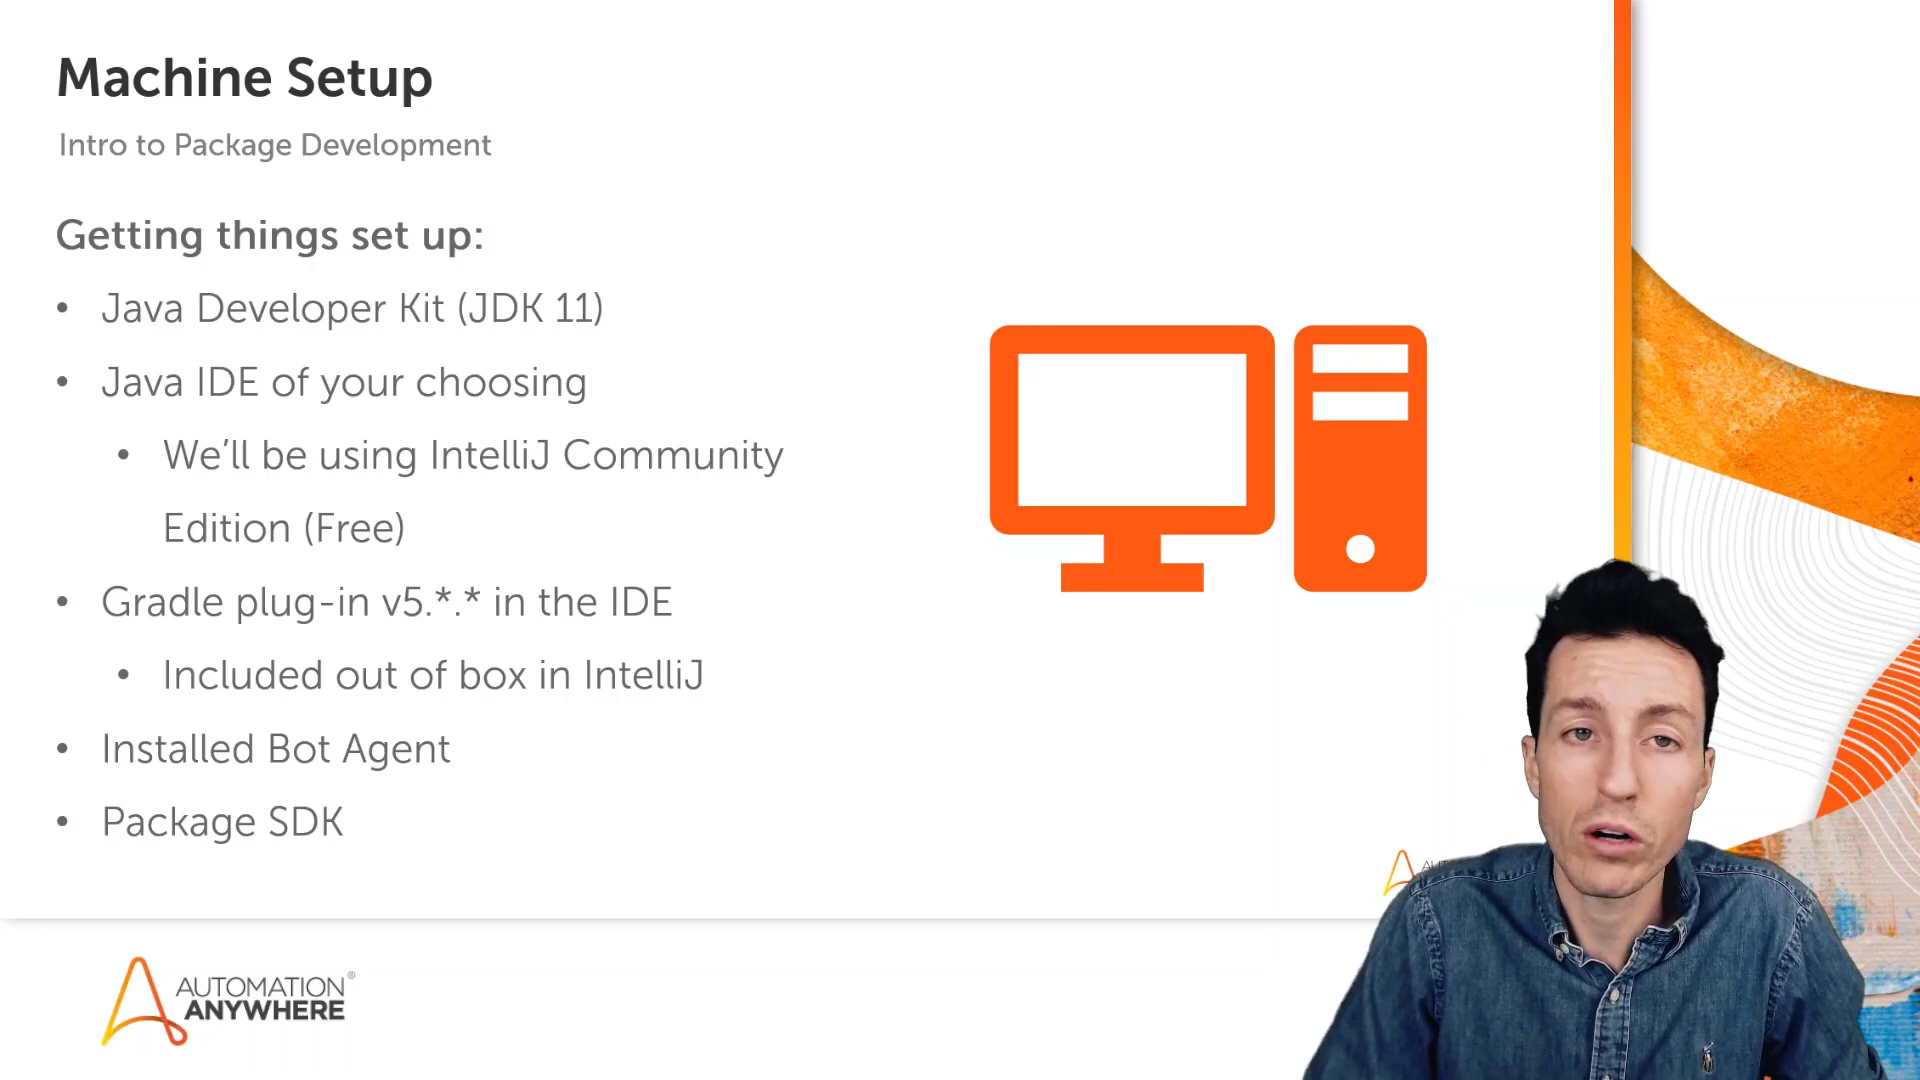 Machine Setup
Intro to Package Development
Getting things set up:
• Java Developer Kit (JDK 11)
• Java IDE of your choosing
• We’ll be using IntelliJ Community
Edition (Free)
• Gradle plug-in v5.*.* in the IDE
• Included out of box in IntelliJ
• Installed Bot Agent
• Package SDK
AUTOMATION®
ANYWHERE